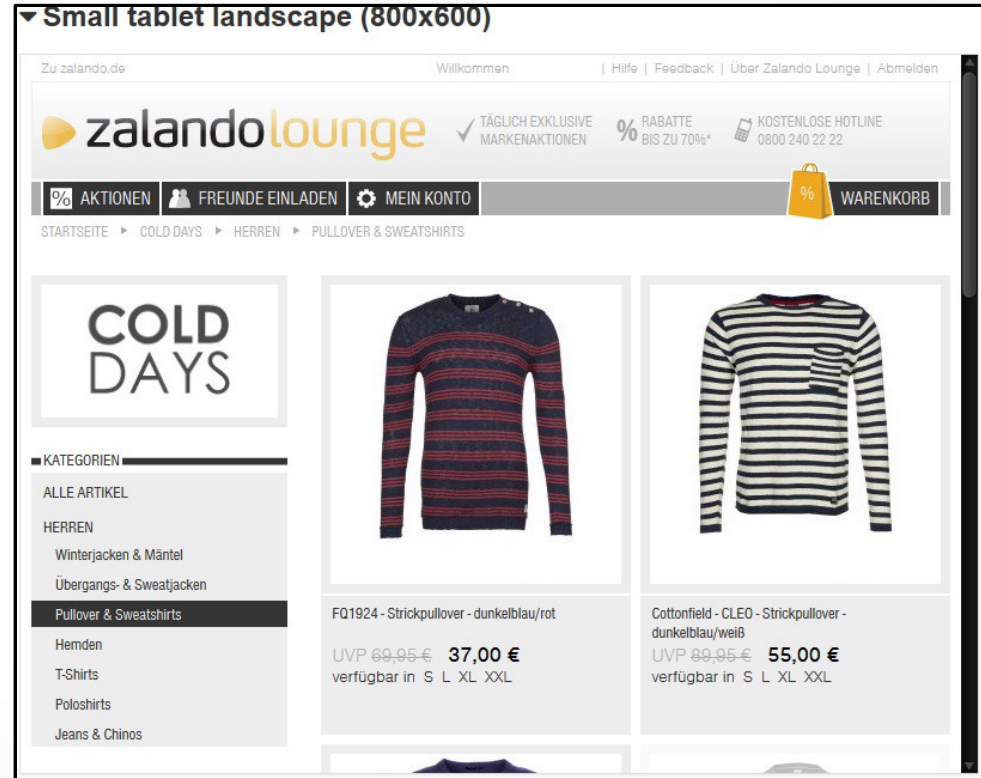 Small tablet landscape (800x600)
Zu zalando.de Willkommen | Hilfe | Feedback | Über Zalando Lounge | Abmelden
zalandolounge
TÄGLICH EXKLUSIVE
MARKENAKTIONEN
% RABATTE
BIS ZU 70%*
KOSTENLOSE HOTLINE
0800 240 22 22
% AKTIONEN FREUNDE EINLADEN MEIN KONTO % WARENKORB
STARTSEITE ► COLD DAYS ► HERREN ► PULLOVER & SWEATSHIRTS
COLD
DAYS
KATEGORIEN
ALLE ARTIKEL
HERREN
Winterjacken & Mäntel
Übergangs- & Sweatjacken
Pullover & Sweatshirts
Hemden
T-Shirts
Poloshirts
Jeans & Chinos
FQ1924 - Strickpullover - dunkelblau/rot
UVP 69,95 € 37,00 €
verfügbar in S L XL XXL
Cottonfield - CLEO - Strickpullover -
dunkelblau/weiß
UVP 89,95 € 55,00 €
verfügbar in S L XL XXL